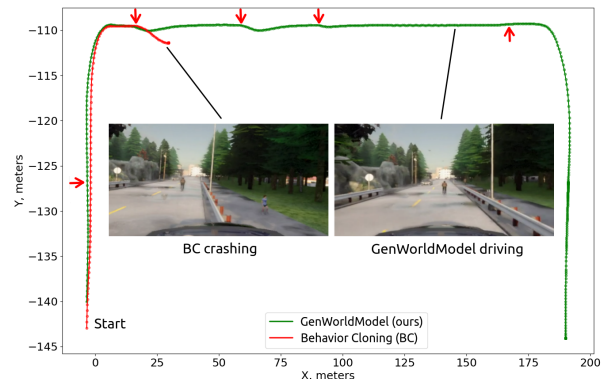 −110
−115
−120
−125
−130
−135
−140
−145
Y, meters
BC crashing
GenWorldModel driving
Start
GenWorldModel (ours)
Behavior Cloning (BC)
0
25
50
75
100
125
150
175
200
X, meters